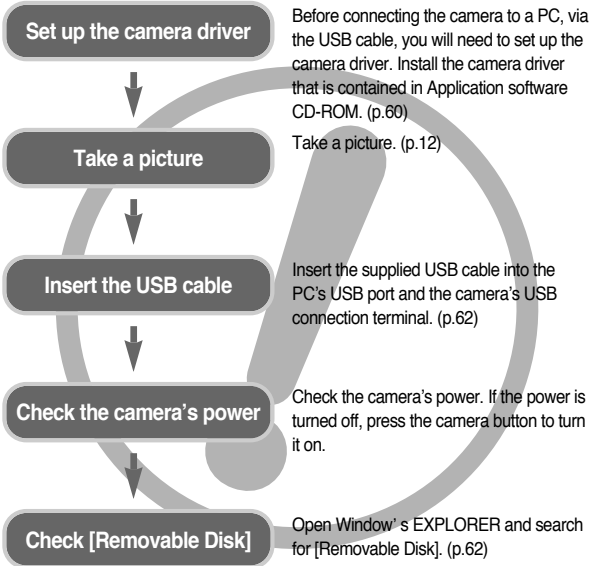 Set up the camera driver
Before connecting the camera to a PC, via
the USB cable, you will need to set up the
camera driver. Install the camera driver
that is contained in Application software
CD-ROM. (p.60)
Take a picture
Take a picture. (p.12)
Insert the USB cable
Insert the supplied USB cable into the
PC's USB port and the camera's USB
connection terminal. (p.62)
Check the camera's power
Check the camera's power. If the power is
turned off, press the camera button to turn
it on.
Check [Removable Disk]
Open Window' s EXPLORER and search
for [Removable Disk]. (p.62)